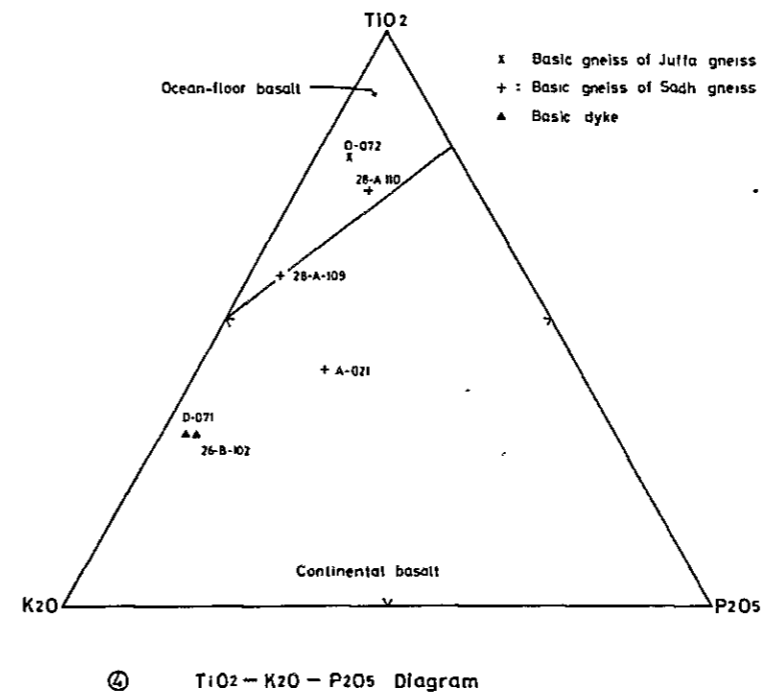 TiO2
x Basic gneiss of Juffa gneiss
+ : Basic gneiss of Sadh gneiss
▲ Basic dyke
Ocean-floor basalt
D-072
28-A 110
28-A-109
A-021
D-071
26-B-102
Continental basalt
K2O
P2O5
④ TiO2 – K2O – P2O5 Diagram